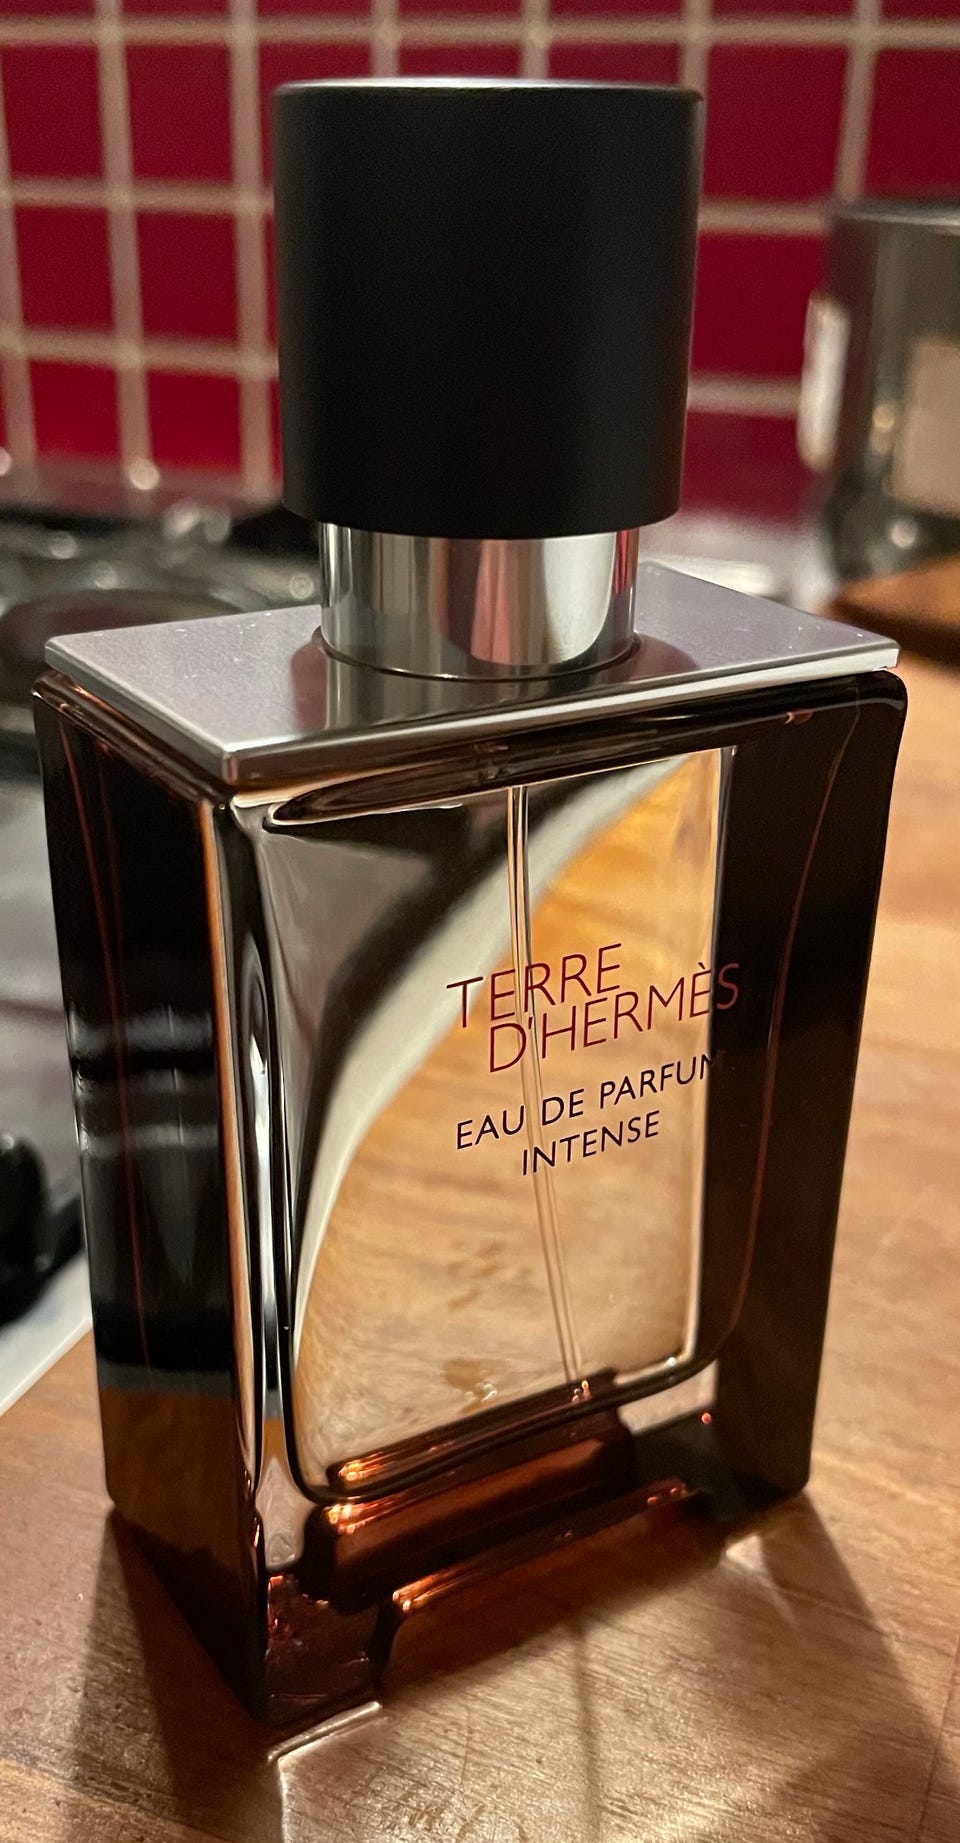 TERRE
D'HERMÈS
EAU DE PARFUM
INTENSE